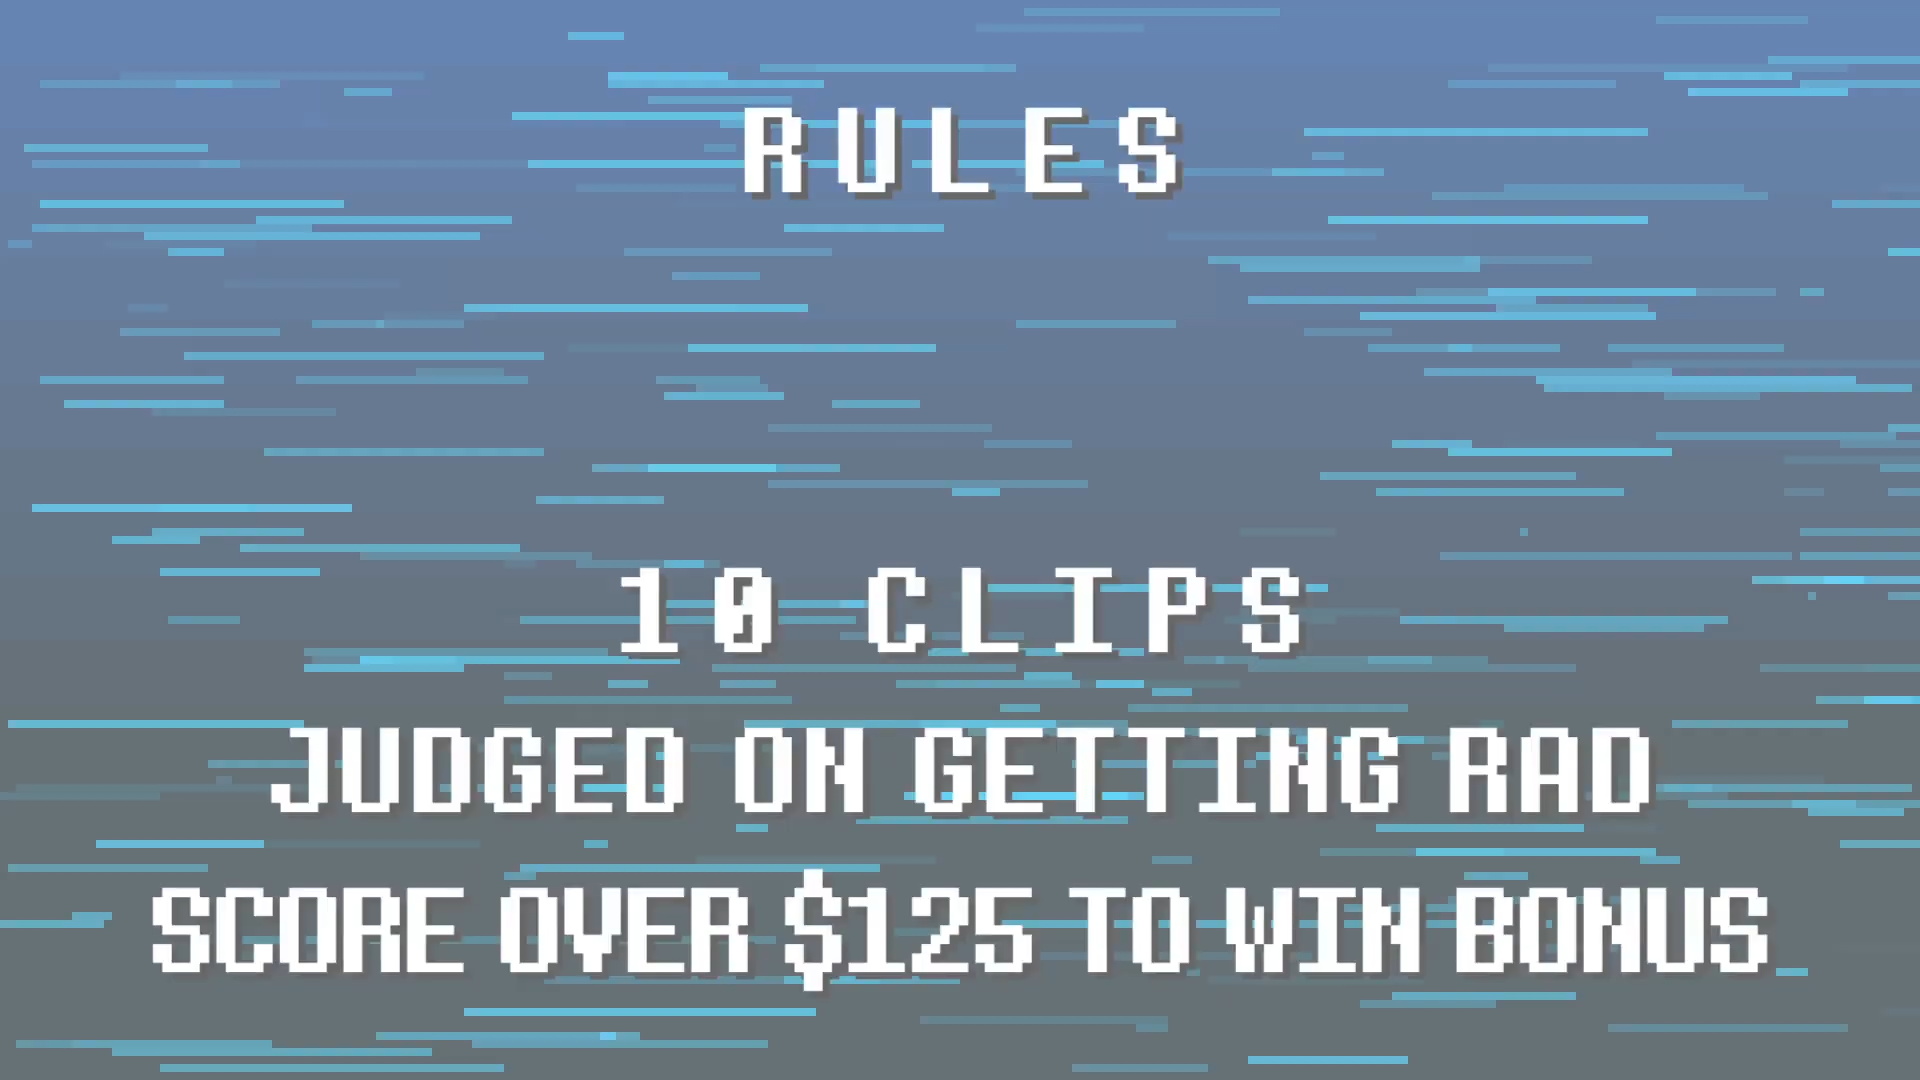 RULES
10 CLIPS
JUDGED ON GETTING RAD
SCORE OVER $125 TO WIN BONUS